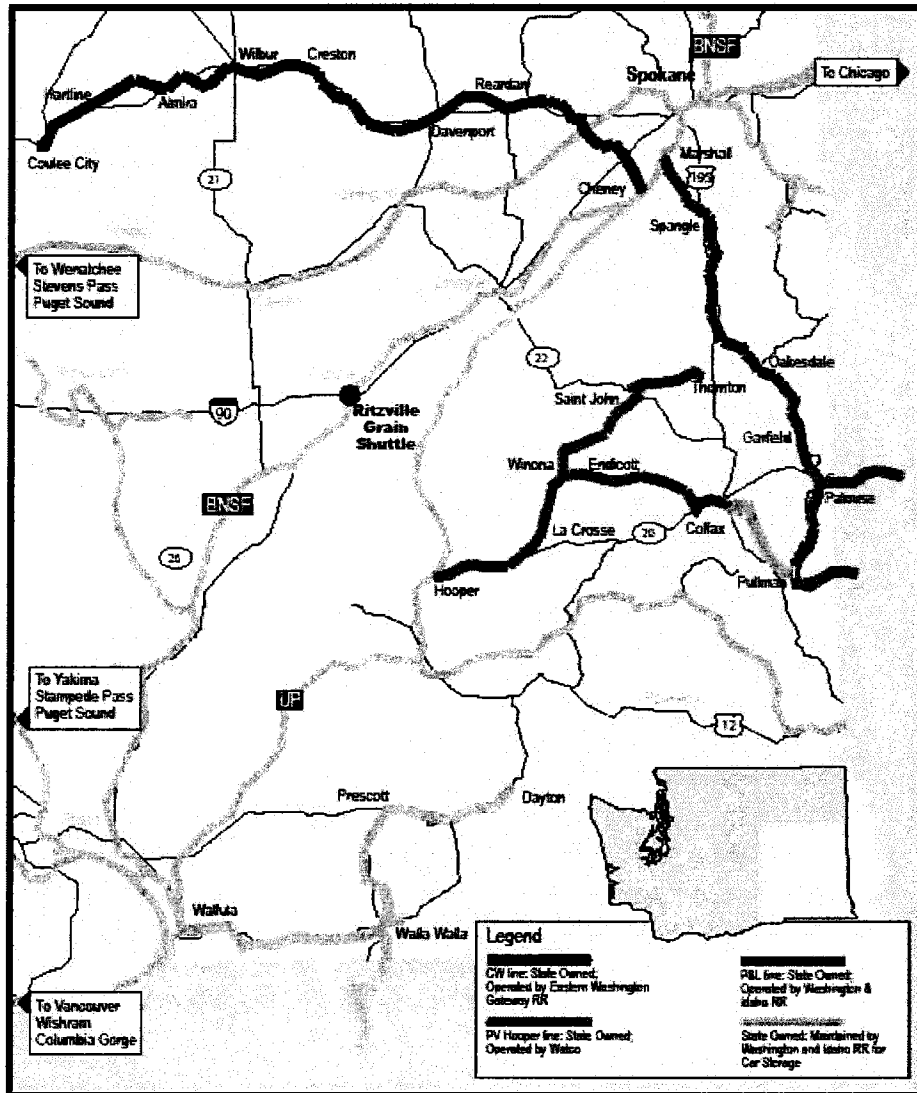 BNSF
Wilbur
Creston
Spokane
To Chicago
Hartline
Almira
Reardan
Davenport
Coulee City
21
Marshall
195
Cheney
Spangle
To Wenatchee
Stevens Pass
Puget Sound
22
Oakesdale
Saint John
Thornton
90
Ritzville
Grain
Shuttle
Garfield
Winona
Endicott
Palouse
BNSF
La Crosse
26
Colfax
26
Hooper
Pullman
To Yakima
Stampede Pass
Puget Sound
UP
12
Prescott
Dayton
Wallula
Walla Walla
Legend
CW line: State Owned;
Operated by Eastern Washington
Gateway RR
P&L line: State Owned;
Operated by Washington &
Idaho RR
PV Hooper line: State Owned;
Operated by Watco
State Owned; Maintained by
Washington and Idaho RR for
Car Storage
To Vancouver
Wishram
Columbia Gorge